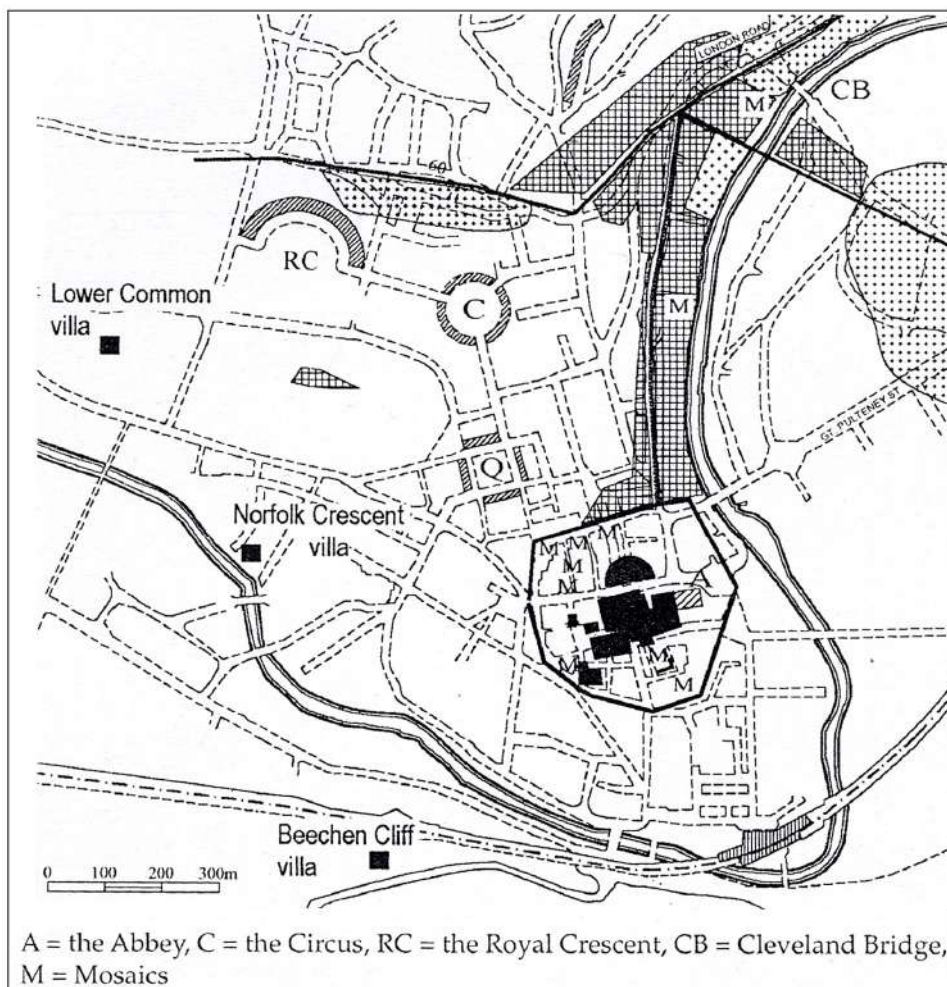 LONDON ROAD
M
CB
60
RC
C
M
Lower Common
villa
GT. PULTENEY ST
Q
Norfolk Crescent
villa
M
M
M
M
M
A
M
M
M
Beechen Cliff
villa
0 100 200 300m
A = the Abbey, C = the Circus, RC = the Royal Crescent, CB = Cleveland Bridge,
M = Mosaics